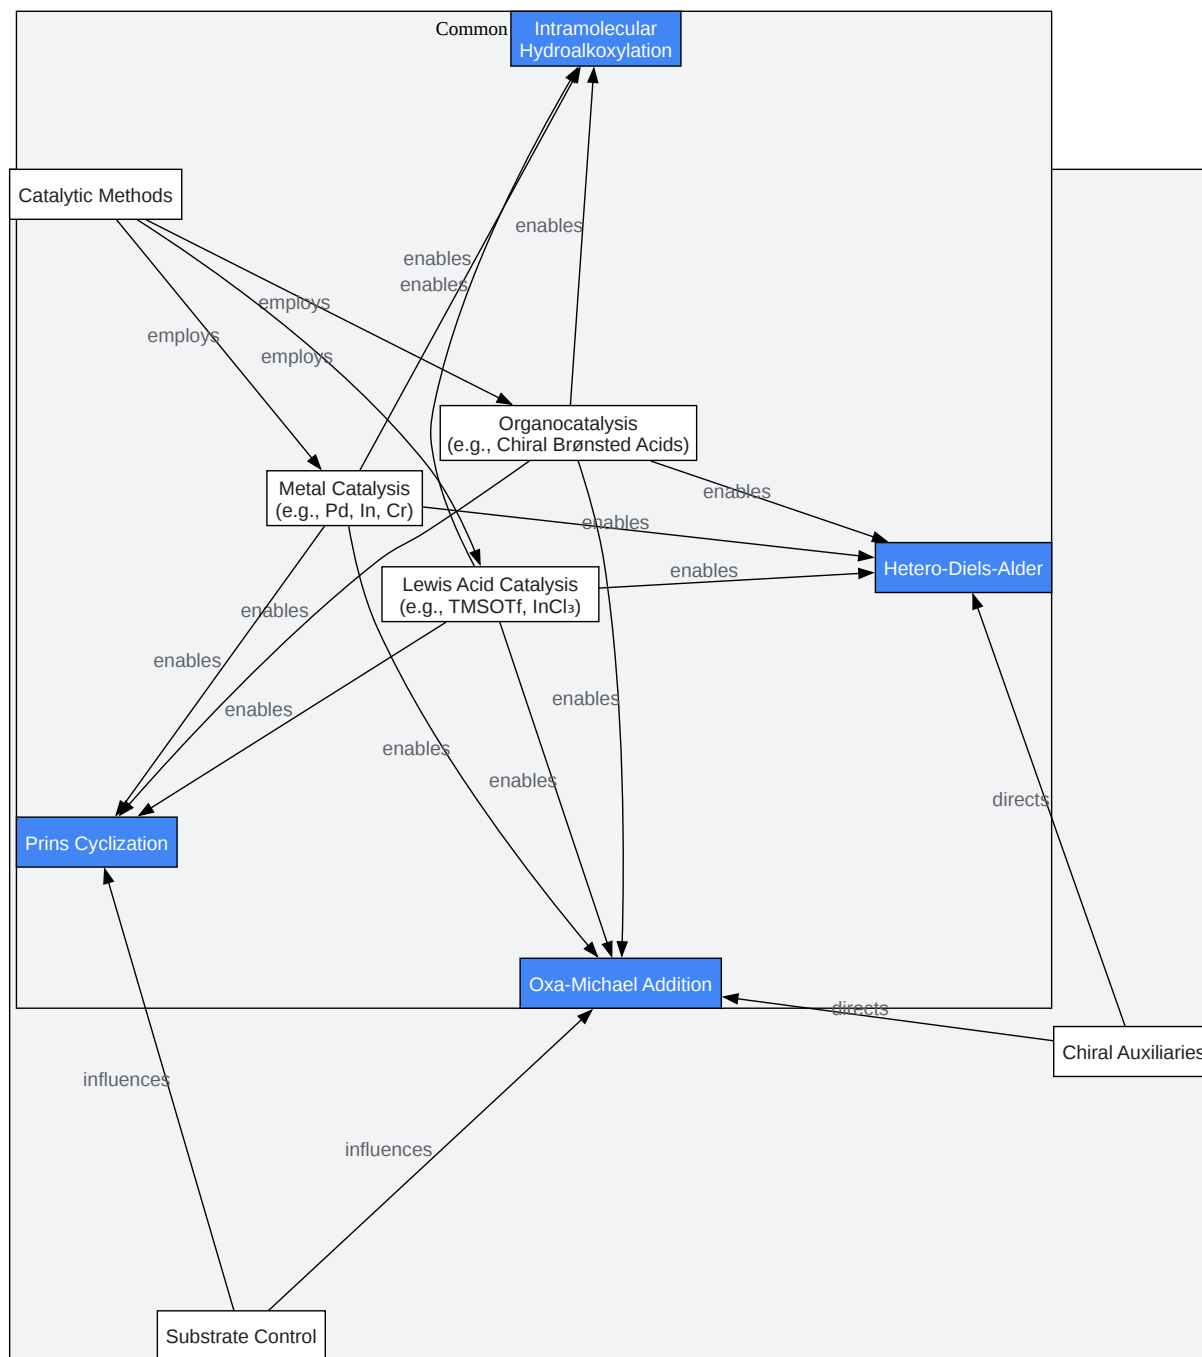 Common
Intramolecular
Hydroalkoxylation
Catalytic Methods
enables
enables
enables
employs
employs
employs
Organocatalysis
(e.g., Chiral Brønsted Acids)
Metal Catalysis
(e.g., Pd, In, Cr)
enables
enables
Hetero-Diels-Alder
enables
Lewis Acid Catalysis
(e.g., TMSOTf, InCl₃)
enables
enables
enables
enables
enables
enables
directs
Prins Cyclization
Oxa-Michael Addition
directs
Chiral Auxiliaries
influences
influences
Substrate Control